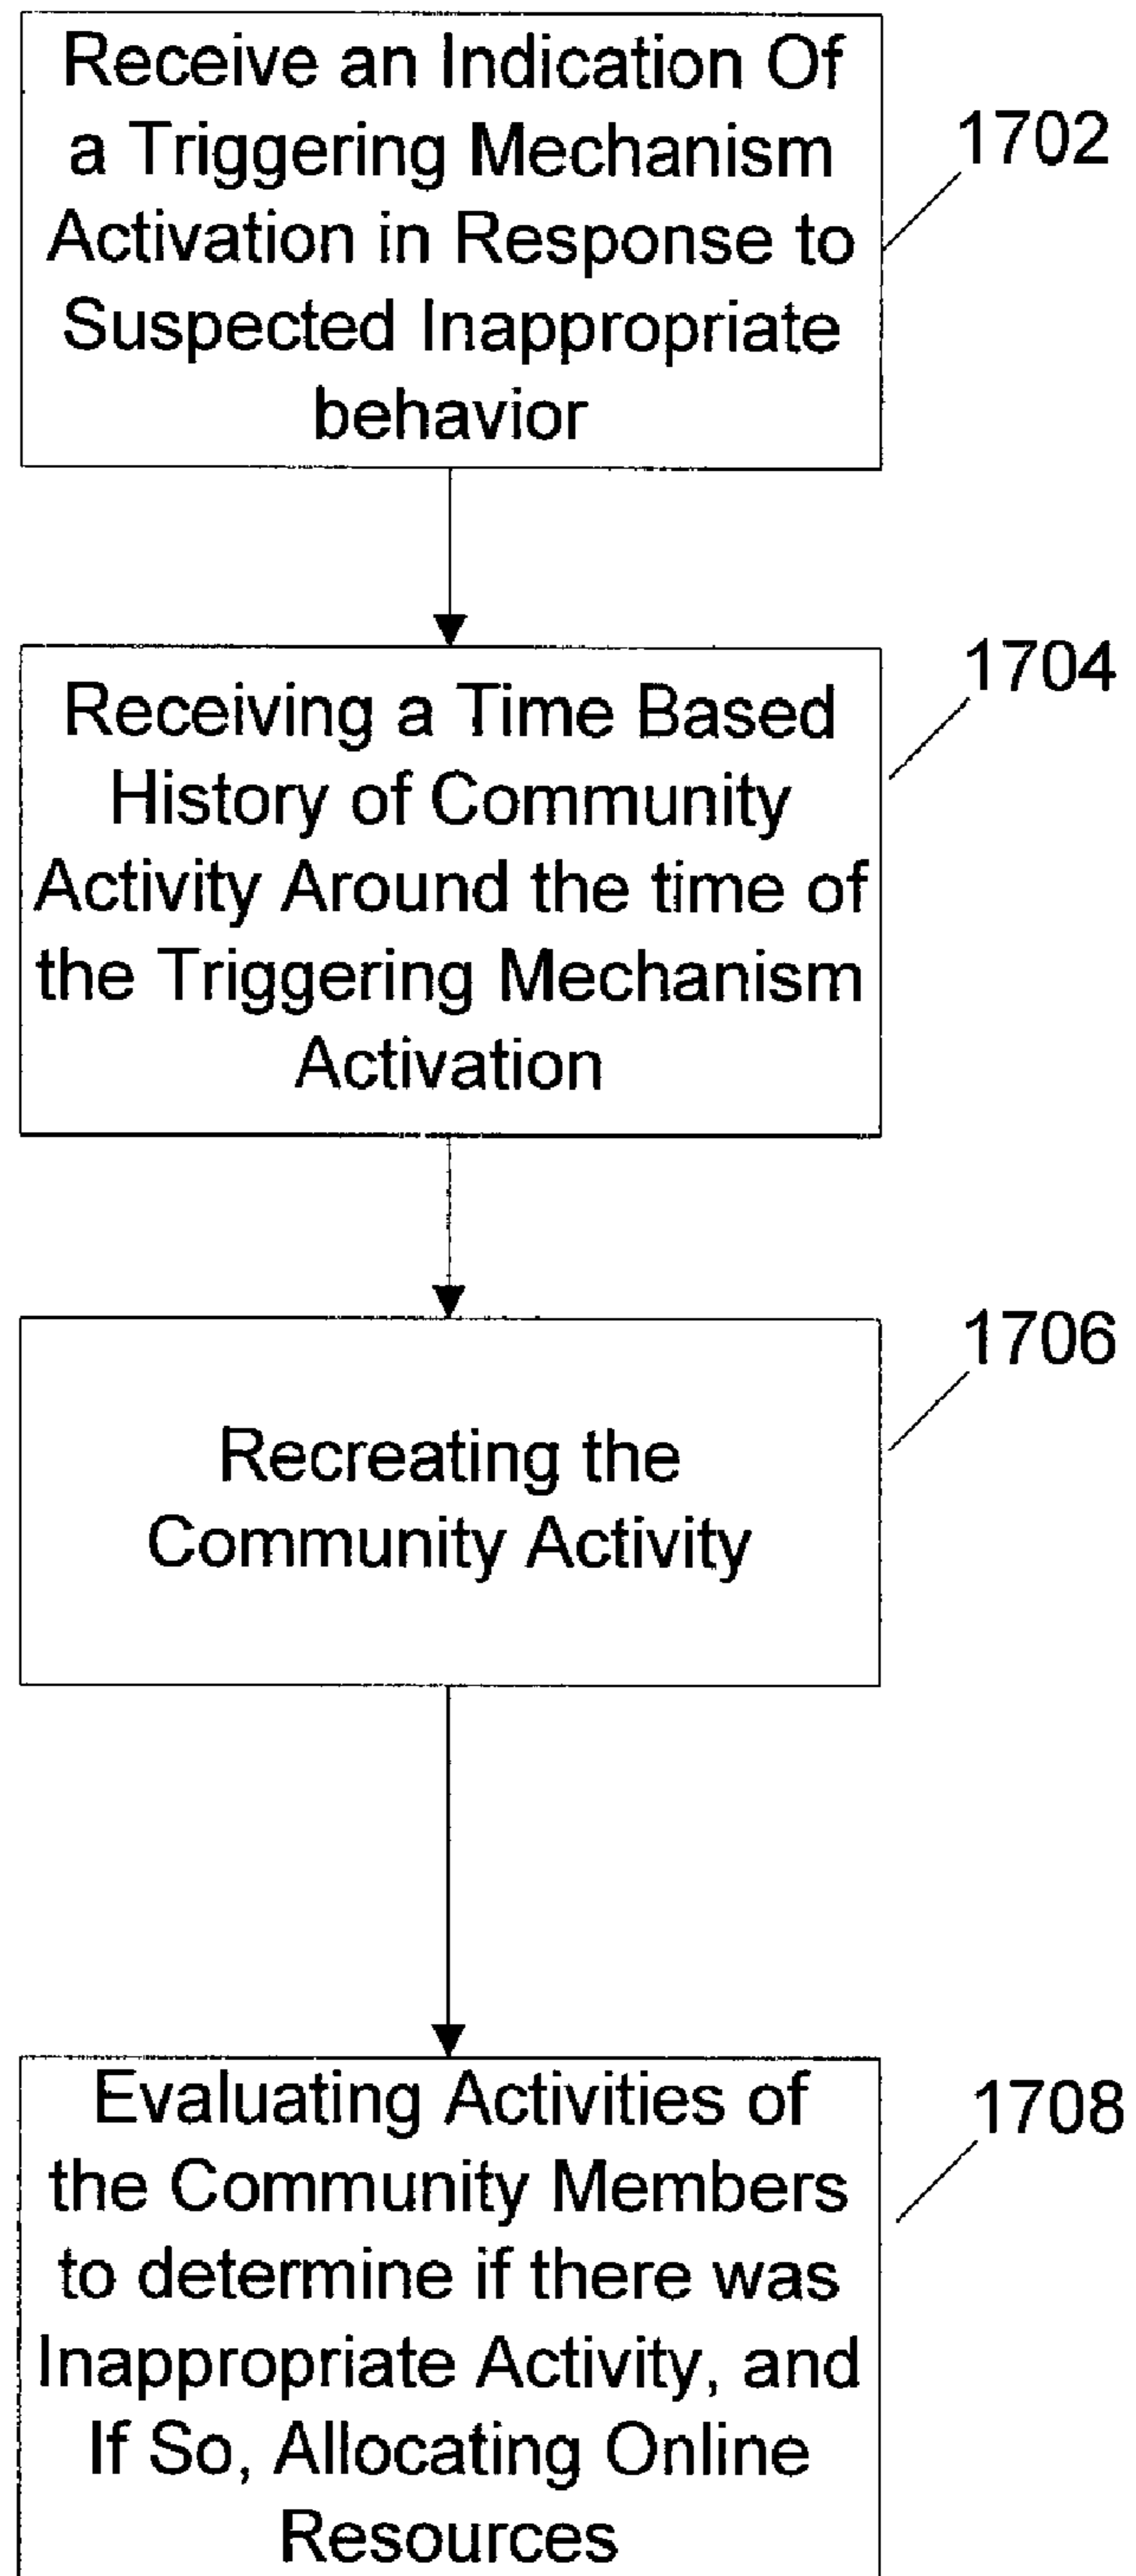 Receive an Indication Of
a Triggering Mechanism
Activation in Response to
Suspected Inappropriate
behavior
1702
Receiving a Time Based
History of Community
Activity Around the time of
the Triggering Mechanism
Activation
1704
Recreating the
Community Activity
1706
Evaluating Activities of
the Community Members
to determine if there was
Inappropriate Activity, and
If So, Allocating Online
Resources
1708